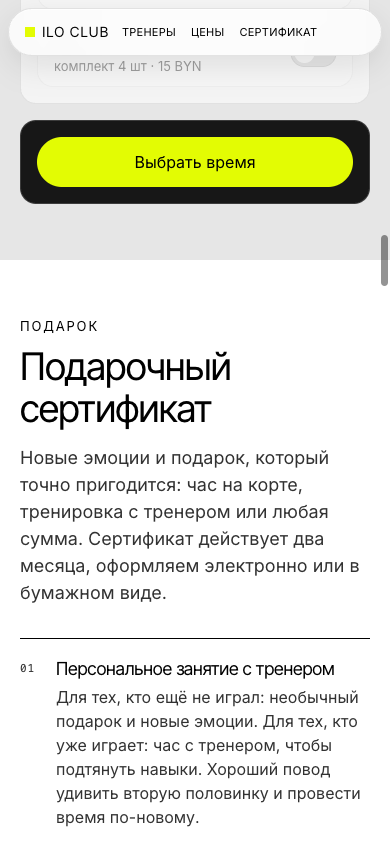 ILO CLUB ТРЕНЕРЫ ЦЕНЫ СЕРТИФИКАТ
комплект 4 шт · 15 BYN
Выбрать время
ПОДАРОК
Подарочный
сертификат
Новые эмоции и подарок, который
точно пригодится: час на корте,
тренировка с тренером или любая
сумма. Сертификат действует два
месяца, оформляем электронно или в
бумажном виде.
01 Персональное занятие с тренером
Для тех, кто ещё не играл: необычный
подарок и новые эмоции. Для тех, кто
уже играет: час с тренером, чтобы
подтянуть навыки. Хороший повод
удивить вторую половинку и провести
время по-новому.